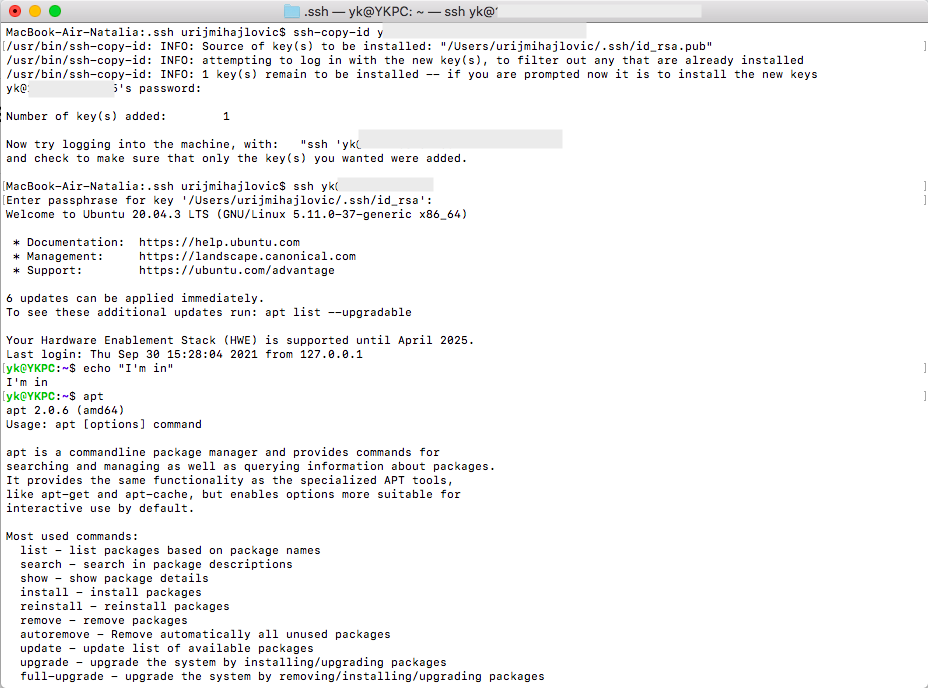 .ssh — yk@YKPC: ~ — ssh yk@
MacBook-Air-Natalia:.ssh urijmihajlovic$ ssh-copy-id y
[/usr/bin/ssh-copy-id: INFO: Source of key(s) to be installed: "/Users/urijmihajlovic/.ssh/id_rsa.pub" ]
/usr/bin/ssh-copy-id: INFO: attempting to log in with the new key(s), to filter out any that are already installed
/usr/bin/ssh-copy-id: INFO: 1 key(s) remain to be installed -- if you are prompted now it is to install the new keys
yk@ 5's password:
Number of key(s) added:        1
Now try logging into the machine, with:   "ssh 'yk@
and check to make sure that only the key(s) you wanted were added.
[MacBook-Air-Natalia:.ssh urijmihajlovic$ ssh yk@ ]
[Enter passphrase for key '/Users/urijmihajlovic/.ssh/id_rsa': ]
Welcome to Ubuntu 20.04.3 LTS (GNU/Linux 5.11.0-37-generic x86_64)
 * Documentation:  https://help.ubuntu.com
 * Management:     https://landscape.canonical.com
 * Support:        https://ubuntu.com/advantage
6 updates can be applied immediately.
To see these additional updates run: apt list --upgradable
Your Hardware Enablement Stack (HWE) is supported until April 2025.
Last login: Thu Sep 30 15:28:04 2021 from 127.0.0.1
[yk@YKPC:~$ echo "I'm in" ]
I'm in
[yk@YKPC:~$ apt ]
apt 2.0.6 (amd64)
Usage: apt [options] command
apt is a commandline package manager and provides commands for
searching and managing as well as querying information about packages.
It provides the same functionality as the specialized APT tools,
like apt-get and apt-cache, but enables options more suitable for
interactive use by default.
Most used commands:
  list - list packages based on package names
  search - search in package descriptions
  show - show package details
  install - install packages
  reinstall - reinstall packages
  remove - remove packages
  autoremove - Remove automatically all unused packages
  update - update list of available packages
  upgrade - upgrade the system by installing/upgrading packages
  full-upgrade - upgrade the system by removing/installing/upgrading packages